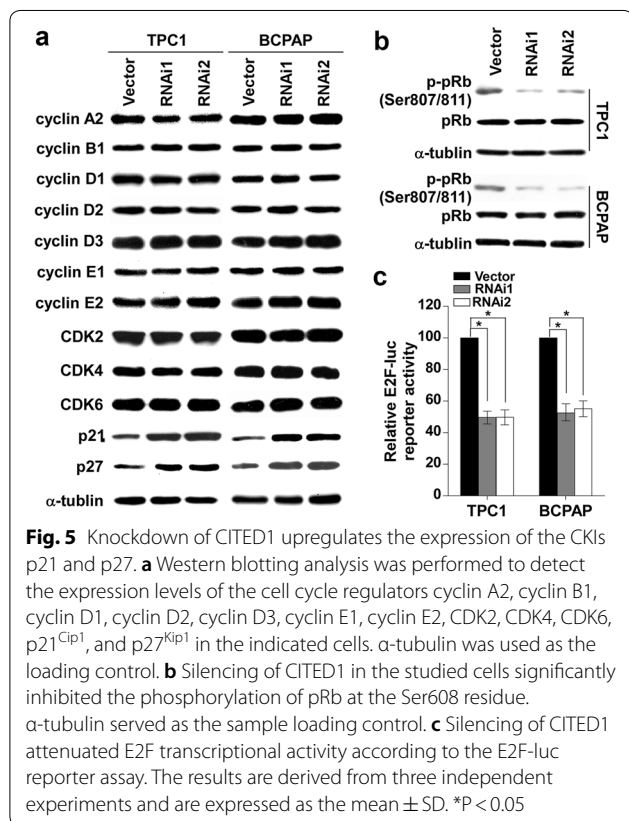 a
TPC1 BCPAP
Vector RNAi1 RNAi2 Vector RNAi1 RNAi2
cyclin A2
cyclin B1
cyclin D1
cyclin D2
cyclin D3
cyclin E1
cyclin E2
CDK2
CDK4
CDK6
p21
p27
α-tublin
b
Vector RNAi1 RNAi2
p-pRb
(Ser807/811)
pRb
α-tublin
TPC1
p-pRb
(Ser807/811)
pRb
α-tublin
BCPAP
c
Vector
RNAi1
RNAi2
Relative E2F-luc
reporter activity
120
100
80
60
40
20
0
* * * *
TPC1 BCPAP
Fig. 5 Knockdown of CITED1 upregulates the expression of the CKIs
p21 and p27. a Western blotting analysis was performed to detect
the expression levels of the cell cycle regulators cyclin A2, cyclin B1,
cyclin D1, cyclin D2, cyclin D3, cyclin E1, cyclin E2, CDK2, CDK4, CDK6,
p21Cip1, and p27Kip1 in the indicated cells. α-tubulin was used as the
loading control. b Silencing of CITED1 in the studied cells significantly
inhibited the phosphorylation of pRb at the Ser608 residue.
α-tubulin served as the sample loading control. c Silencing of CITED1
attenuated E2F transcriptional activity according to the E2F-luc
reporter assay. The results are derived from three independent
experiments and are expressed as the mean ± SD. *P < 0.05